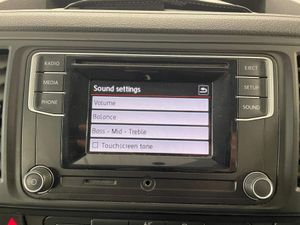 RADIO
EJECT
MEDIA
SETUP
PHONE
SOUND
Sound settings
Volume
Balance
Bass - Mid - Treble
Touchscreen tone